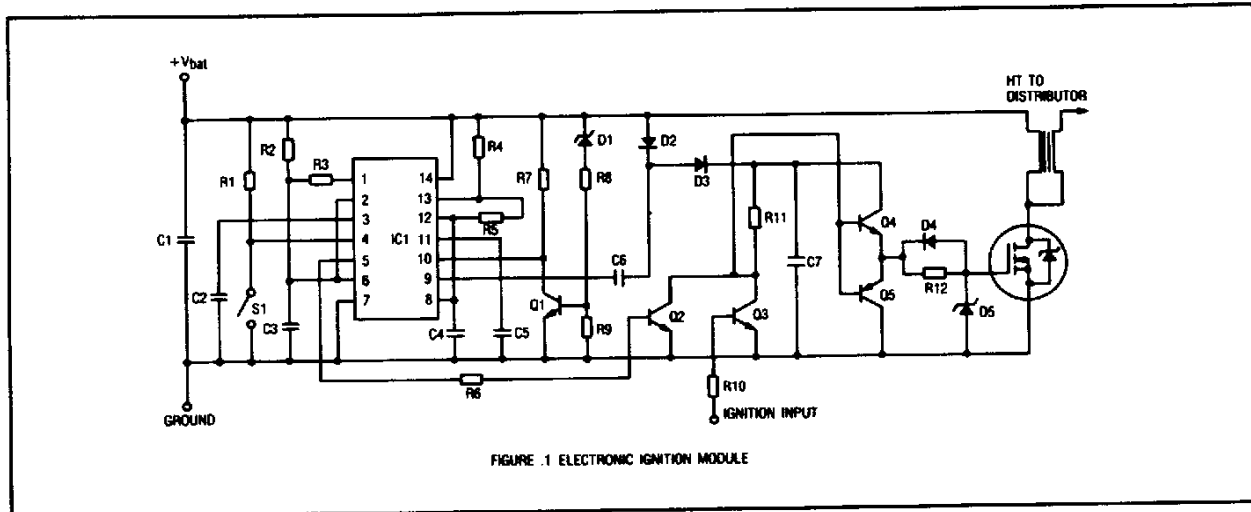 +Vbat
HT TO
DISTRIBUTOR
R2
R3
R1
R4
R7
D1
R8
D2
D3
1
2
3
4
5
6
7
14
13
12
11
10
9
8
IC1
R5
C1
C2
S1
C3
C4
C5
Q1
R9
C6
Q2
Q3
R11
C7
Q4
Q5
D4
R12
D5
R6
R10
GROUND
IGNITION INPUT
FIGURE .1 ELECTRONIC IGNITION MODULE